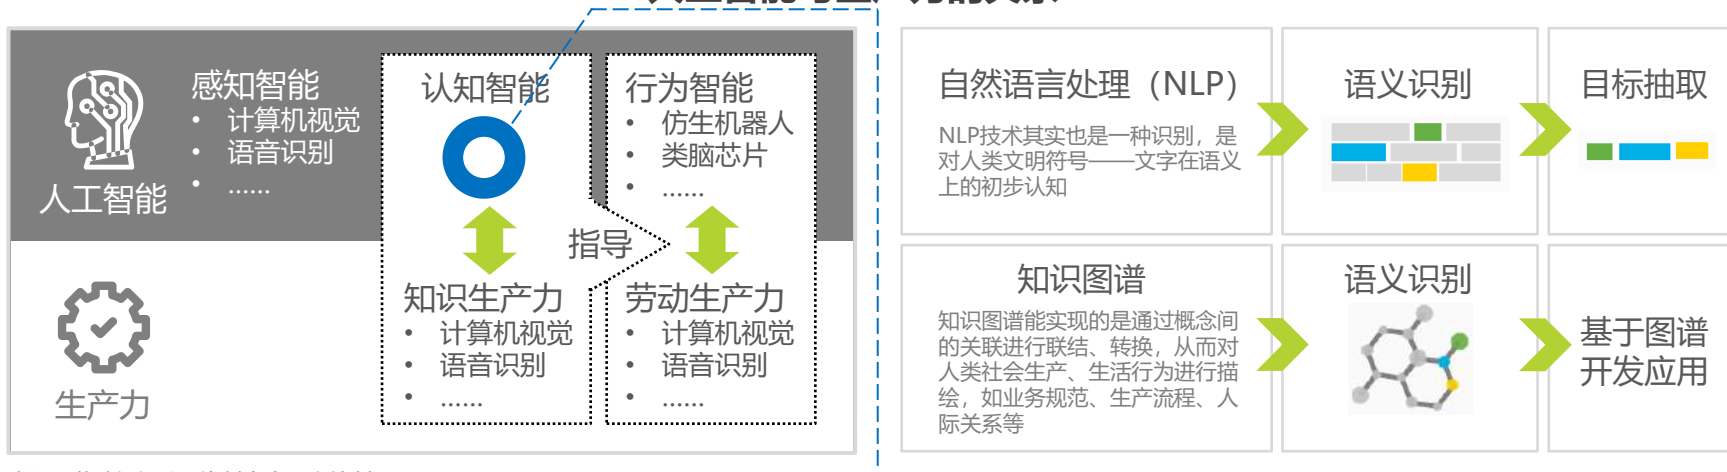 感知智能
• 计算机视觉
• 语音识别
• ……
人工智能
认知智能
行为智能
• 仿生机器人
• 类脑芯片
• ……
指导
生产力
知识生产力
• 计算机视觉
• 语音识别
• ……
劳动生产力
• 计算机视觉
• 语音识别
• ……
自然语言处理（NLP）
NLP技术其实也是一种识别，是
对人类文明符号——文字在语义
上的初步认知
语义识别
目标抽取
知识图谱
知识图谱能实现的是通过概念间
的关联进行联结、转换，从而对
人类社会生产、生活行为进行描
绘，如业务规范、生产流程、人
际关系等
语义识别
基于图谱
开发应用